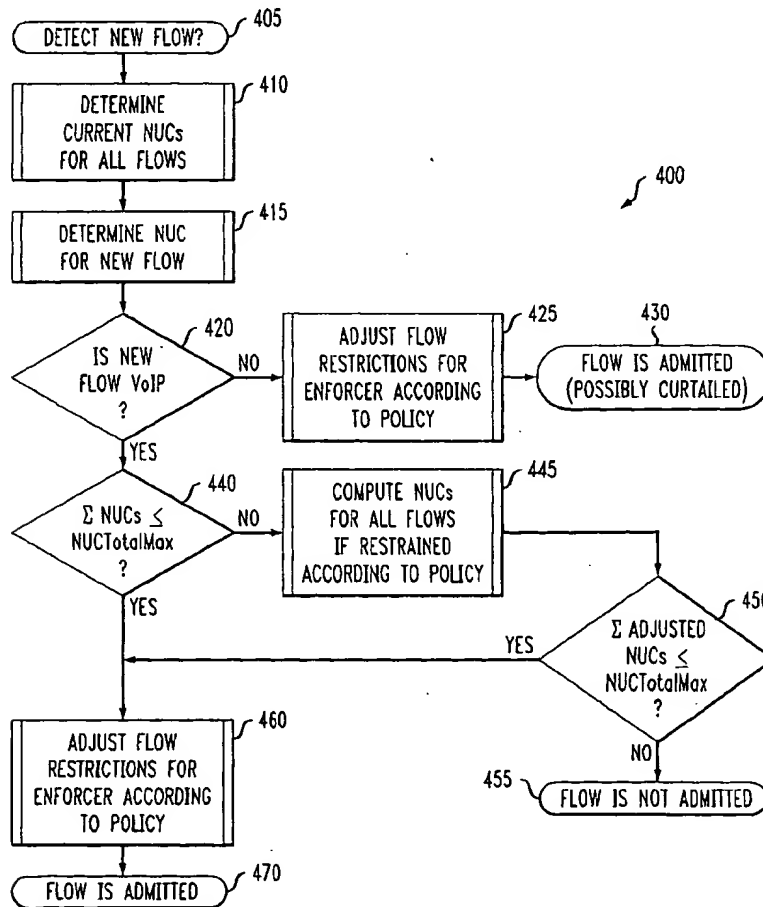 DETECT NEW FLOW?
405
DETERMINE
CURRENT NUCs
FOR ALL FLOWS
410
400
DETERMINE NUC
FOR NEW FLOW
415
IS NEW
FLOW VoIP
?
420
NO
YES
ADJUST FLOW
RESTRICTIONS FOR
ENFORCER ACCORDING
TO POLICY
425
430
FLOW IS ADMITTED
(POSSIBLY CURTAILED)
Σ NUCs ≤
NUCTotalMax
?
440
NO
YES
COMPUTE NUCs
FOR ALL FLOWS
IF RESTRAINED
ACCORDING TO POLICY
445
Σ ADJUSTED
NUCs ≤
NUCTotalMax
?
450
YES
NO
455
FLOW IS NOT ADMITTED
ADJUST FLOW
RESTRICTIONS FOR
ENFORCER ACCORDING
TO POLICY
460
FLOW IS ADMITTED
470